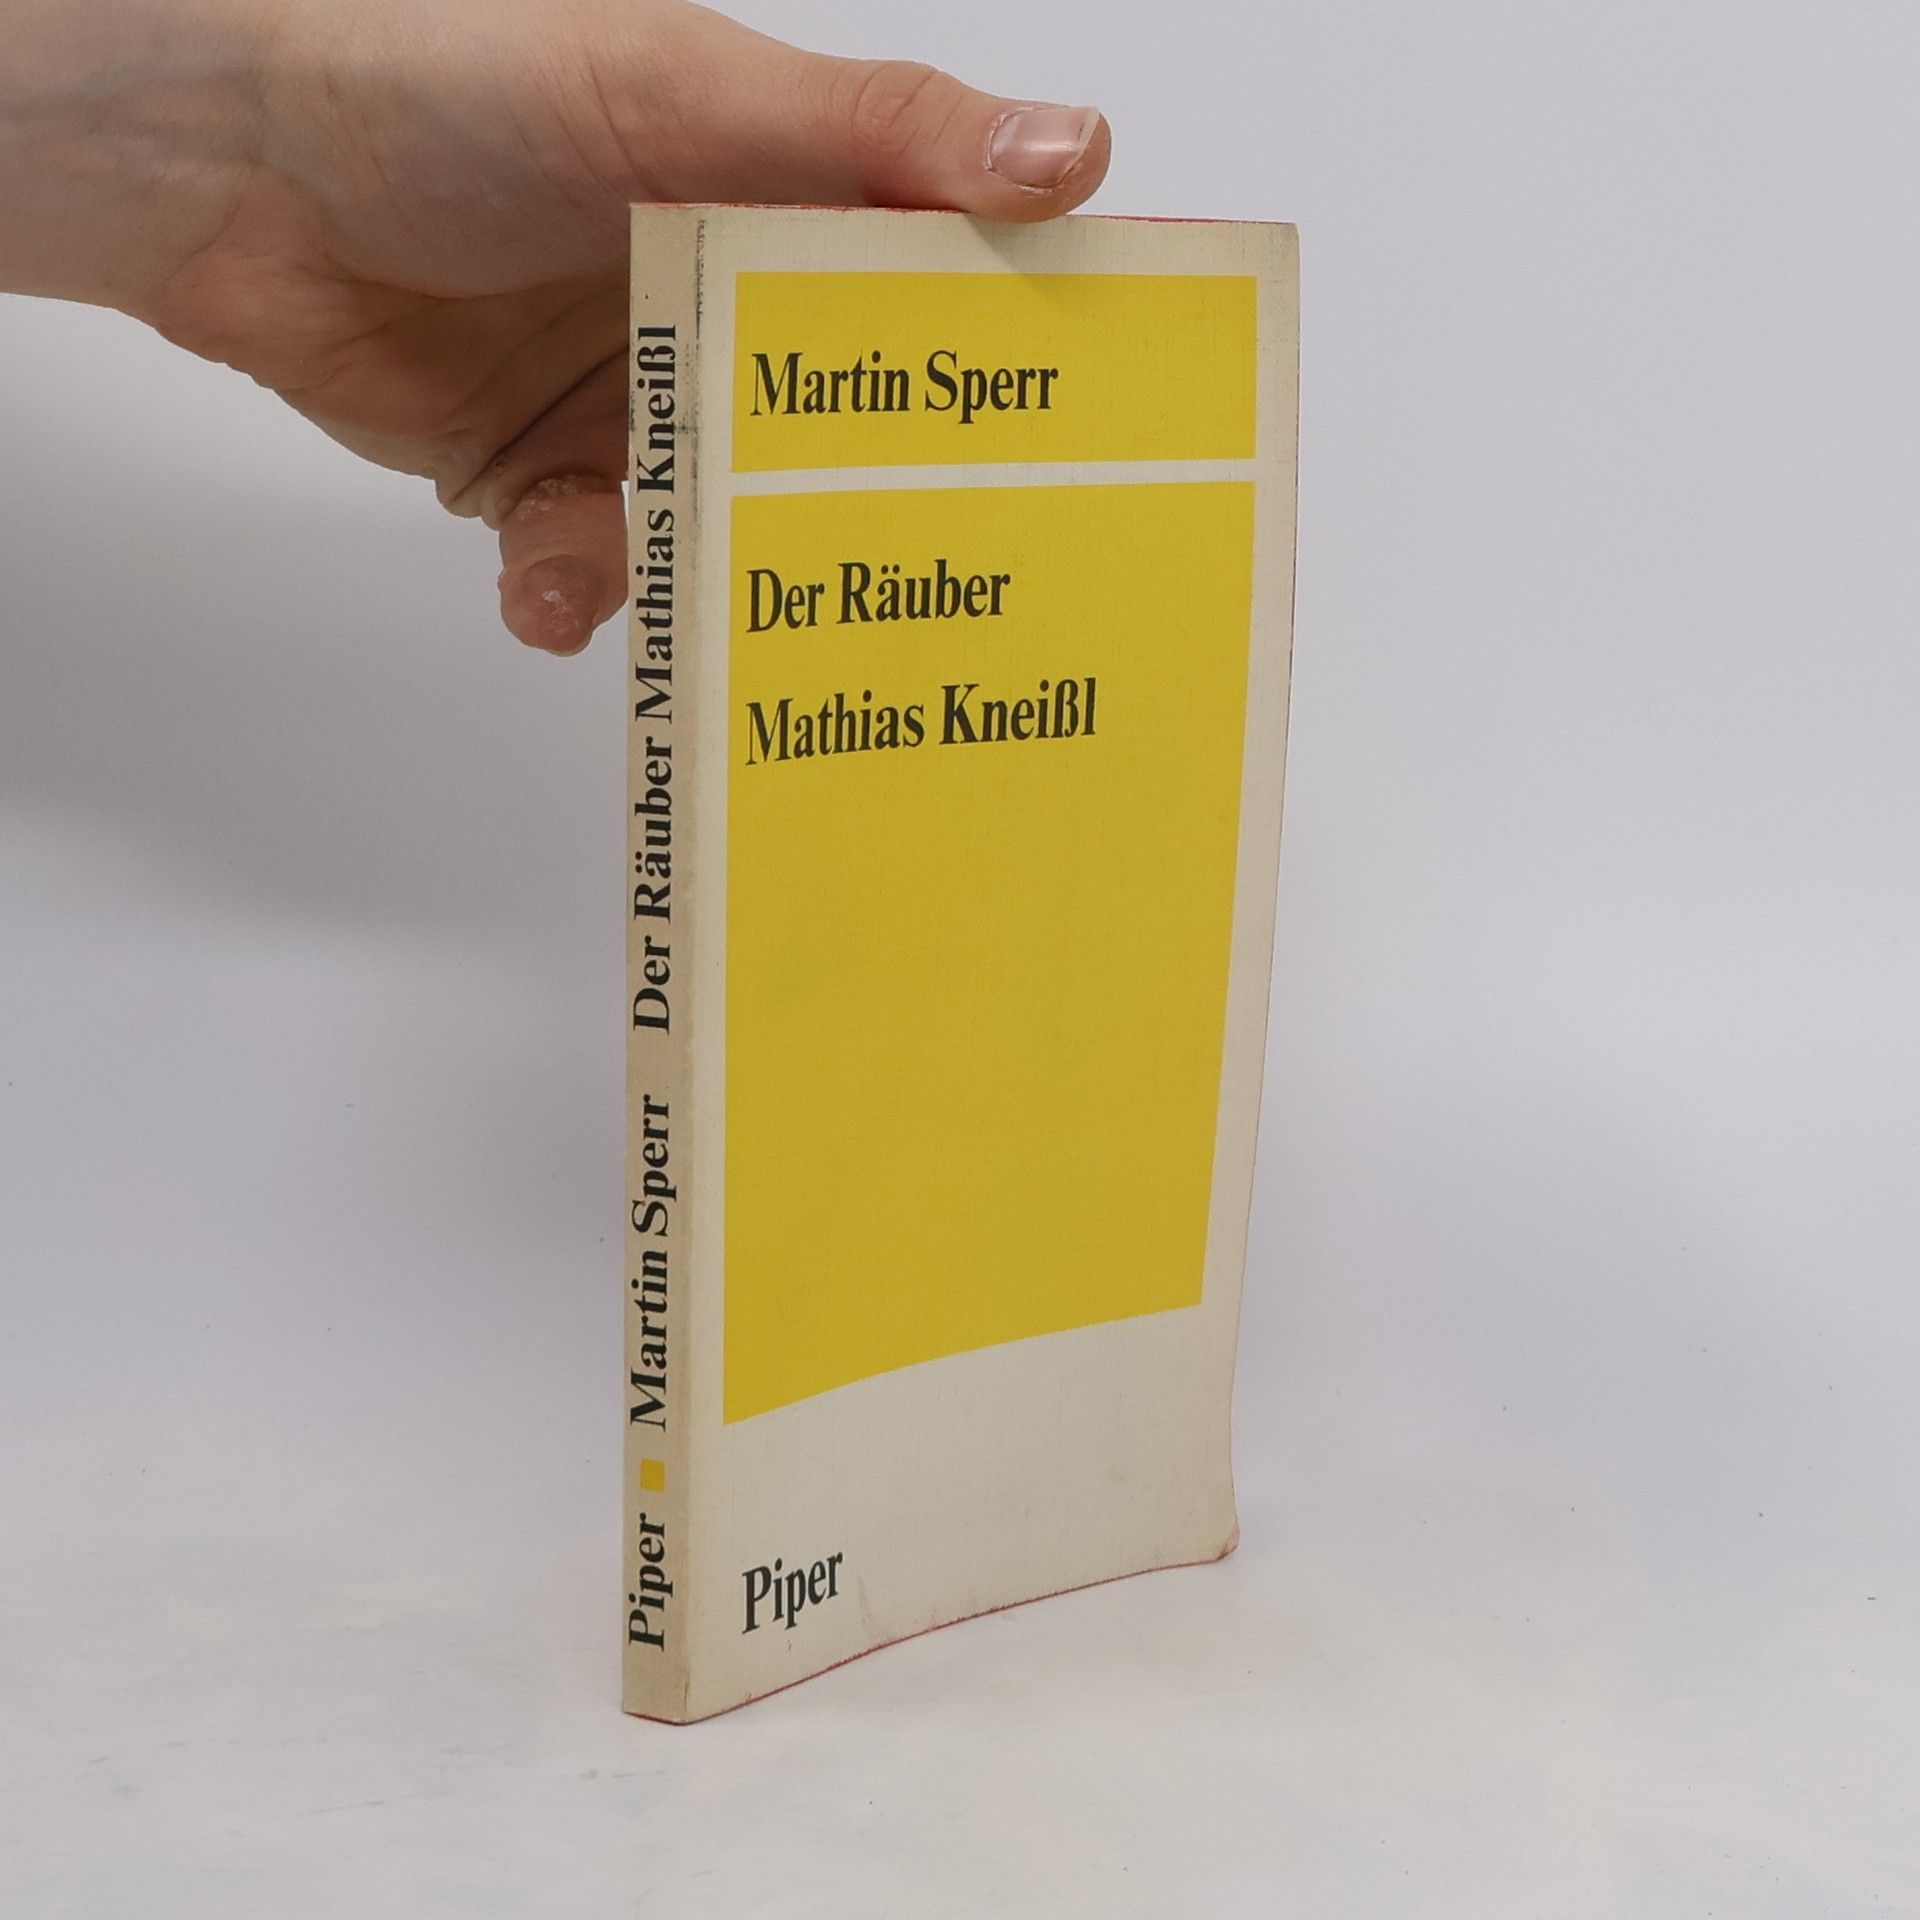 Martin Sperr
Der Räuber
Mathias Kneißl
Piper
Piper Martin Sperr Der Räuber Mathias Kneißl